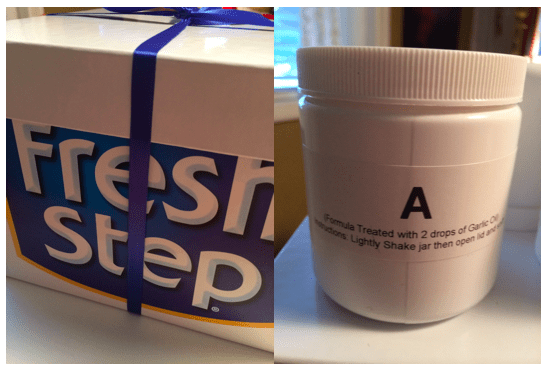 Fresh
Step
®
A
(Formula Treated with 2 drops of Garlic Oil)
Instructions: Lightly Shake jar then open lid and